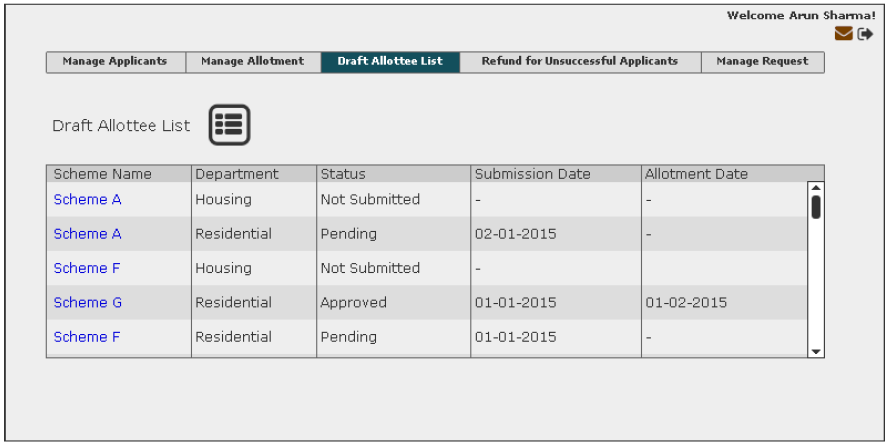 Welcome Arun Sharma!
Manage Applicants Manage Allotment Draft Allottee List Refund for Unsuccessful Applicants Manage Request
Draft Allottee List
Scheme Name Department Status Submission Date Allotment Date
Scheme A Housing Not Submitted - -
Scheme A Residential Pending 02-01-2015 -
Scheme F Housing Not Submitted -
Scheme G Residential Approved 01-01-2015 01-02-2015
Scheme F Residential Pending 01-01-2015 -